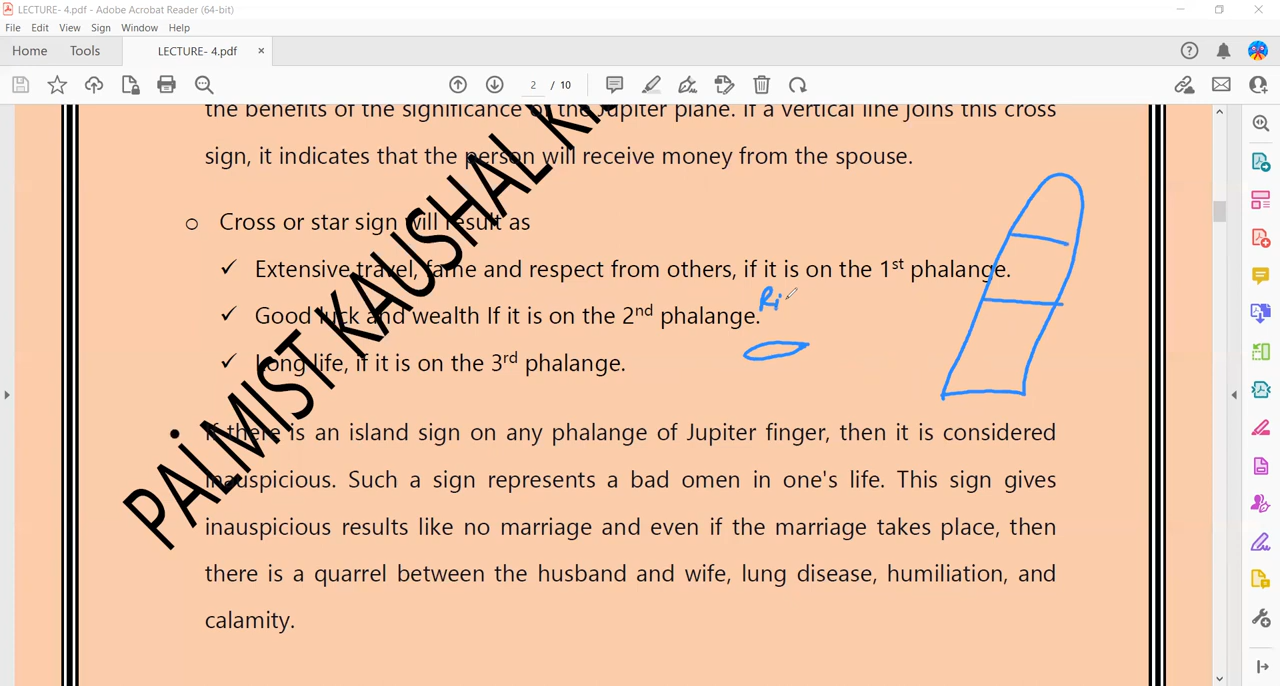 LECTURE- 4.pdf - Adobe Acrobat Reader (64-bit)
File Edit View Sign Window Help
Home Tools LECTURE- 4.pdf ×
2 / 10
the benefits of the significance of the Jupiter plane. If a vertical line joins this cross
sign, it indicates that the person will receive money from the spouse.
o Cross or star sign will result as
✓ Extensive travel, fame and respect from others, if it is on the 1st phalange.
Ri
✓ Good luck and wealth If it is on the 2nd phalange.
✓ Long life, if it is on the 3rd phalange.
• If there is an island sign on any phalange of Jupiter finger, then it is considered
inauspicious. Such a sign represents a bad omen in one's life. This sign gives
inauspicious results like no marriage and even if the marriage takes place, then
there is a quarrel between the husband and wife, lung disease, humiliation, and
calamity.
PALMIST KAUSHAL